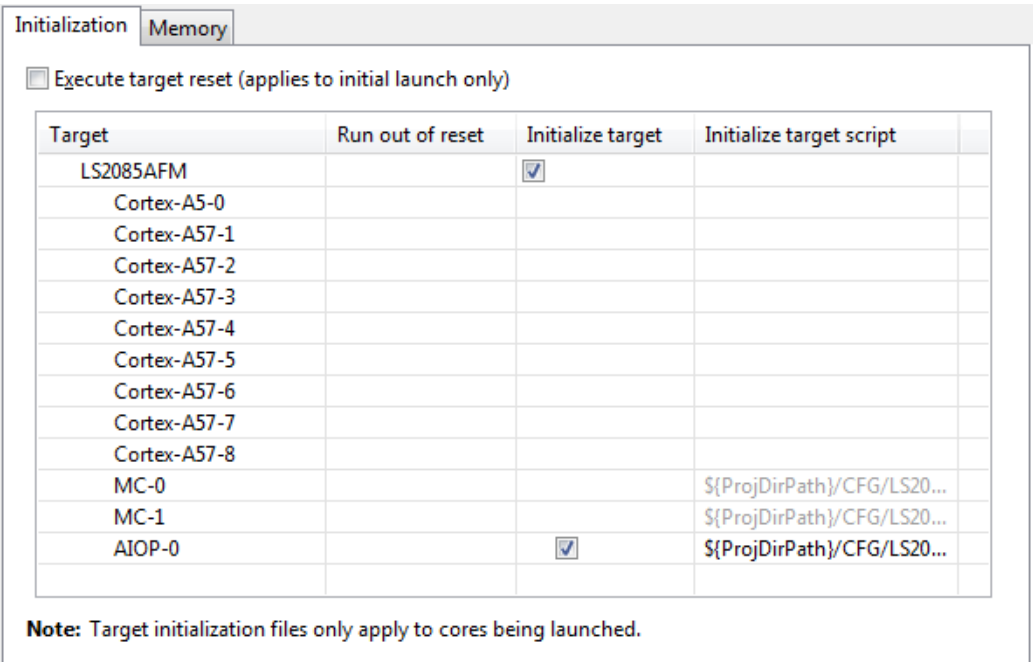 Initialization Memory
Execute target reset (applies to initial launch only)
Target Run out of reset Initialize target Initialize target script
LS2085AFM
Cortex-A5-0
Cortex-A57-1
Cortex-A57-2
Cortex-A57-3
Cortex-A57-4
Cortex-A57-5
Cortex-A57-6
Cortex-A57-7
Cortex-A57-8
MC-0 ${ProjDirPath}/CFG/LS20...
MC-1 ${ProjDirPath}/CFG/LS20...
AIOP-0 ${ProjDirPath}/CFG/LS20...
Note: Target initialization files only apply to cores being launched.